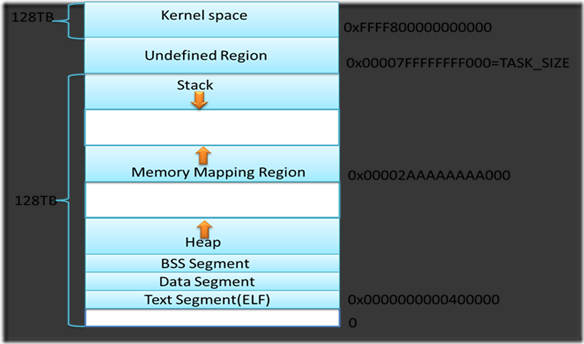 128TB
Kernel space
0xFFFF800000000000
Undefined Region
0x00007FFFFFFFF000=TASK_SIZE
Stack
Memory Mapping Region
0x00002AAAAAAAA000
128TB
Heap
BSS Segment
Data Segment
Text Segment(ELF)
0x0000000000400000
0